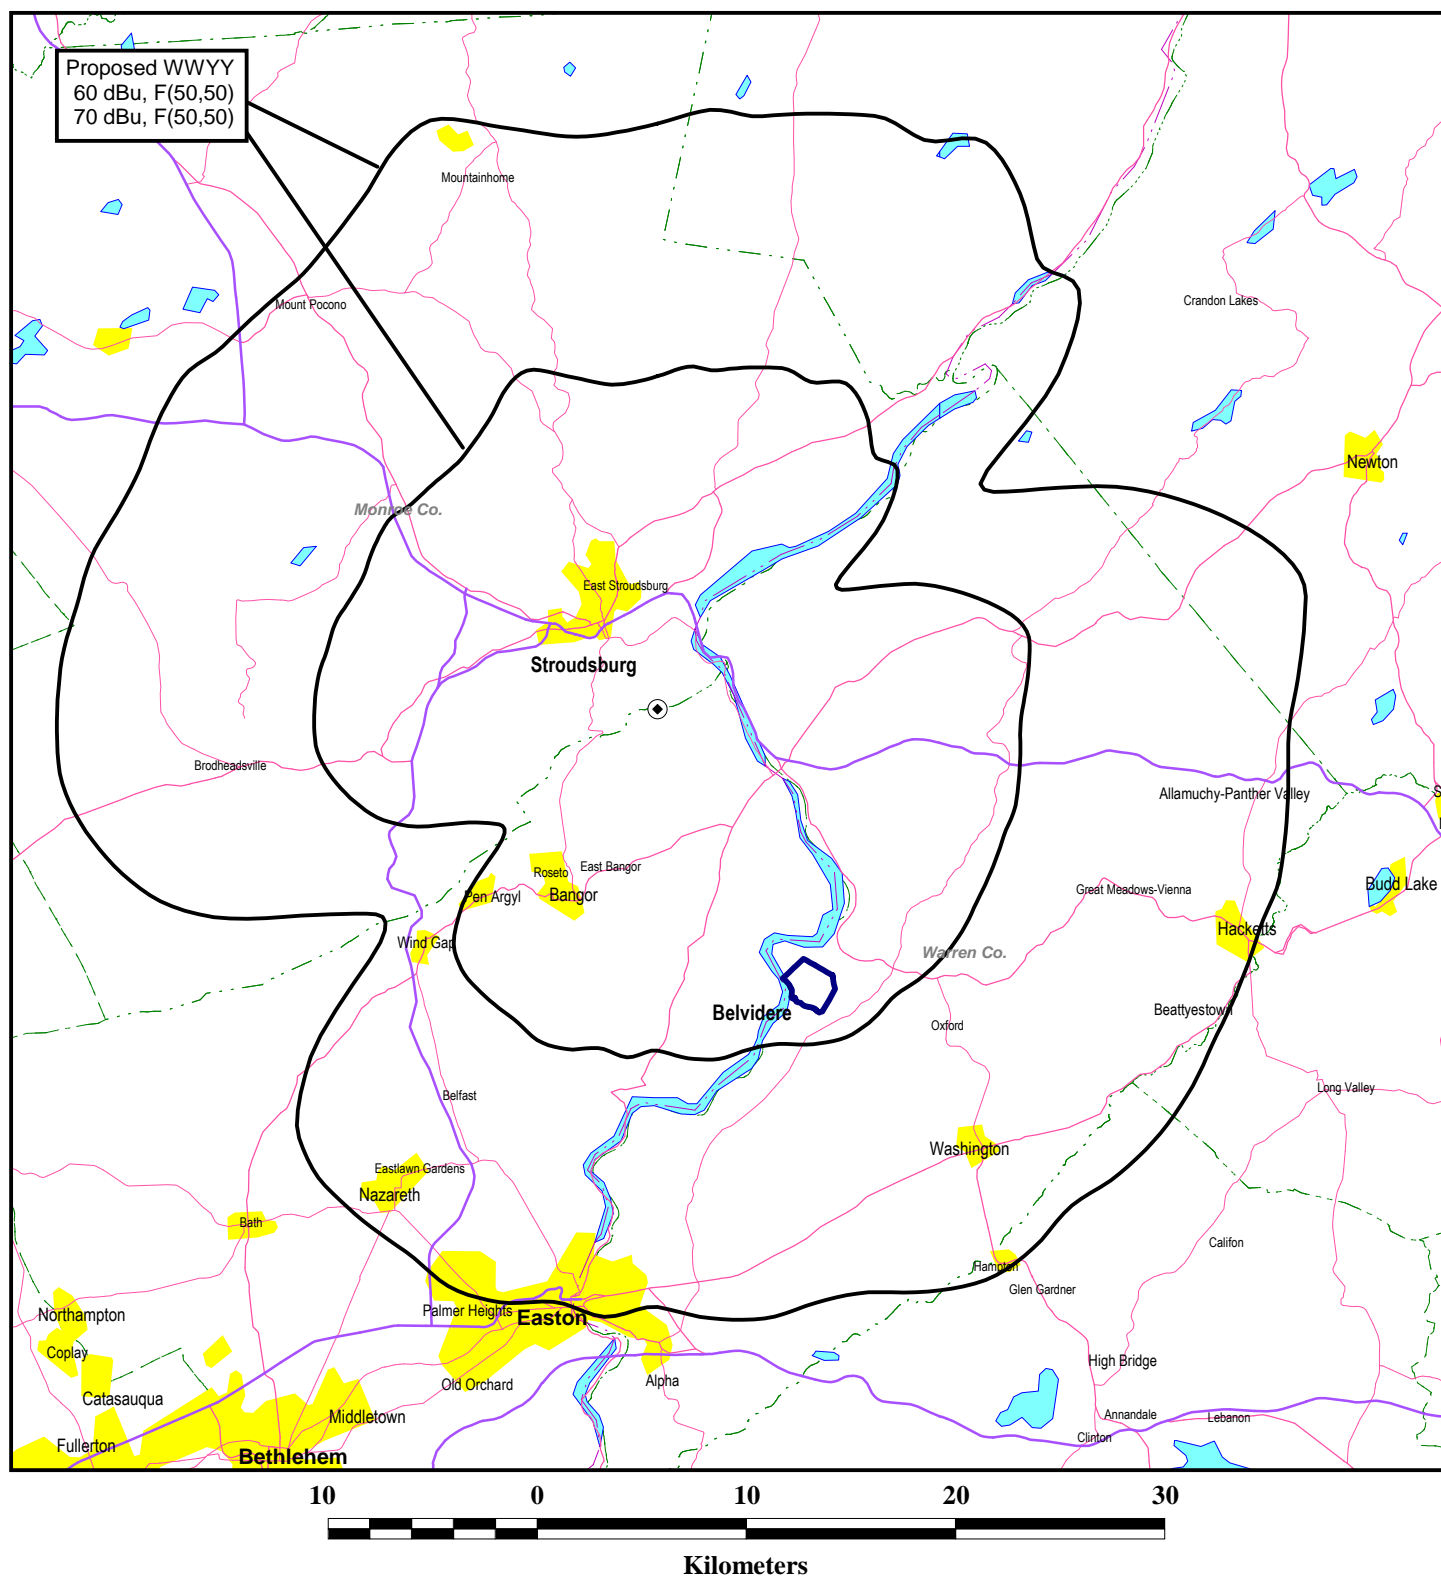 Proposed WWYY
60 dBu, F(50,50)
70 dBu, F(50,50)
Mountainhome
Mount Pocono
Crandon Lakes
Newton
Monroe Co.
East Stroudsburg
Stroudsburg
Brodheadsville
Allamuchy-Panther Valley
East Bangor
Roseto
Pen Argyl
Bangor
Great Meadows-Vienna
Budd Lake
Hacketts
Wind Gap
Warren Co.
Belvidere
Beattyestown
Oxford
Belfast
Long Valley
Washington
Eastlawn Gardens
Nazareth
Bath
Califon
Hampton
Glen Gardner
Northampton
Palmer Heights
Easton
Coplay
High Bridge
Old Orchard
Alpha
Catasauqua
Middletown
Annandale
Lebanon
Clinton
Fullerton
Bethlehem
10 0 10 20 30
Kilometers